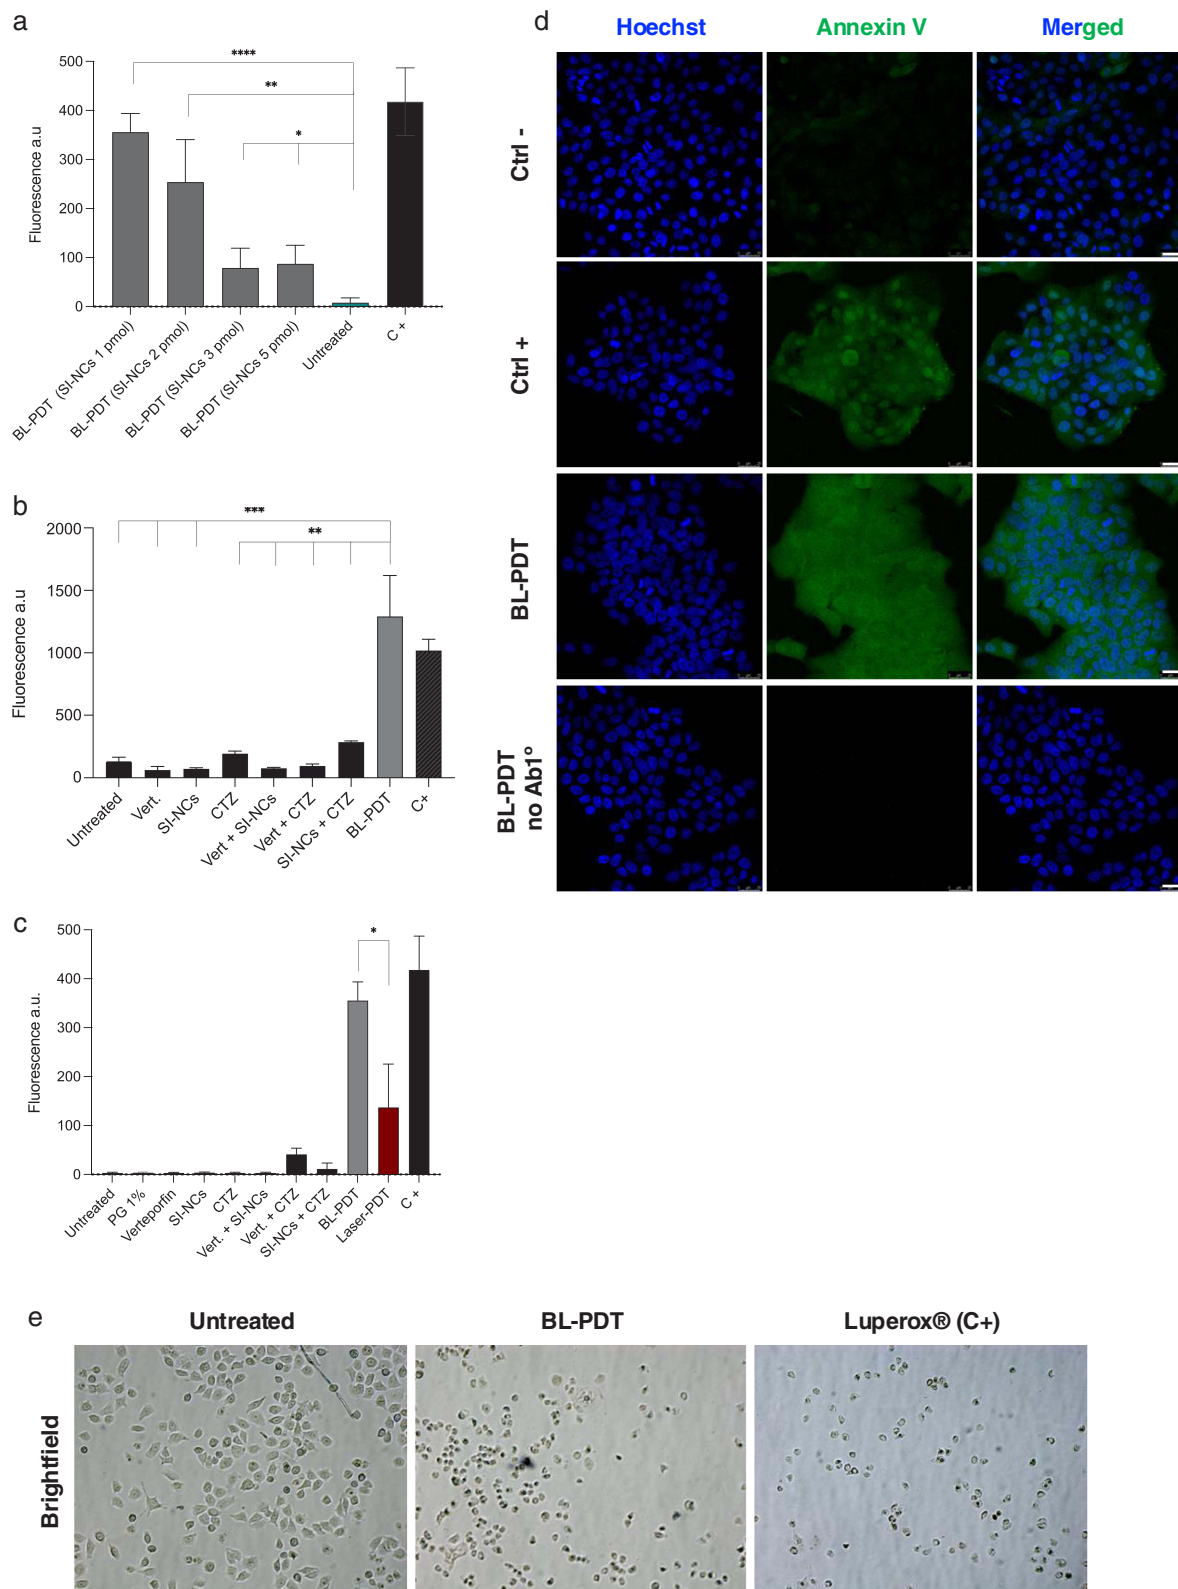 a
****
**
*
500
400
300
200
100
0
Fluorescence a.u
BL-PDT (SI-NCs 1 pmol)
BL-PDT (SI-NCs 2 pmol)
BL-PDT (SI-NCs 3 pmol)
BL-PDT (SI-NCs 5 pmol)
Untreated
C +
b
***
**
2000
1500
1000
500
0
Fluorescence a.u
Untreated
Vert.
SI-NCs
CTZ
Vert + SI-NCs
Vert + CTZ
SI-NCs + CTZ
BL-PDT
C+
c
*
500
400
300
200
100
0
Fluorescence a.u.
Untreated
PG 1%
Verteporfin
SI-NCs
CTZ
Vert. + SI-NCs
Vert. + CTZ
SI-NCs + CTZ
BL-PDT
Laser-PDT
C +
d
Hoechst
Annexin V
Merged
Ctrl -
Ctrl +
BL-PDT
BL-PDT
no Ab1º
e
Untreated
BL-PDT
Luperox® (C+)
Brightfield